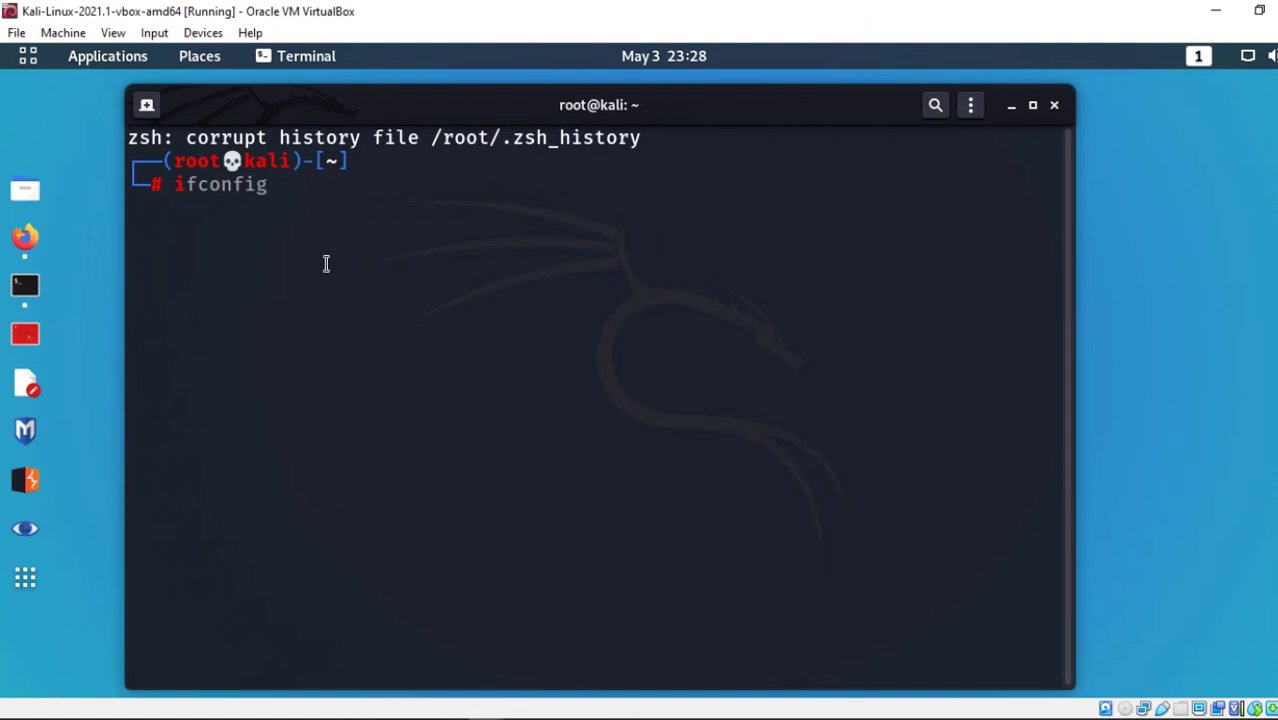 Kali-Linux-2021.1-vbox-amd64 [Running] - Oracle VM VirtualBox
File Machine View Input Devices Help
Applications Places Terminal May 3 23:28 1
root@kali: ~
zsh: corrupt history file /root/.zsh_history
┌──(root💀kali)-[~]
└─# ifconfig